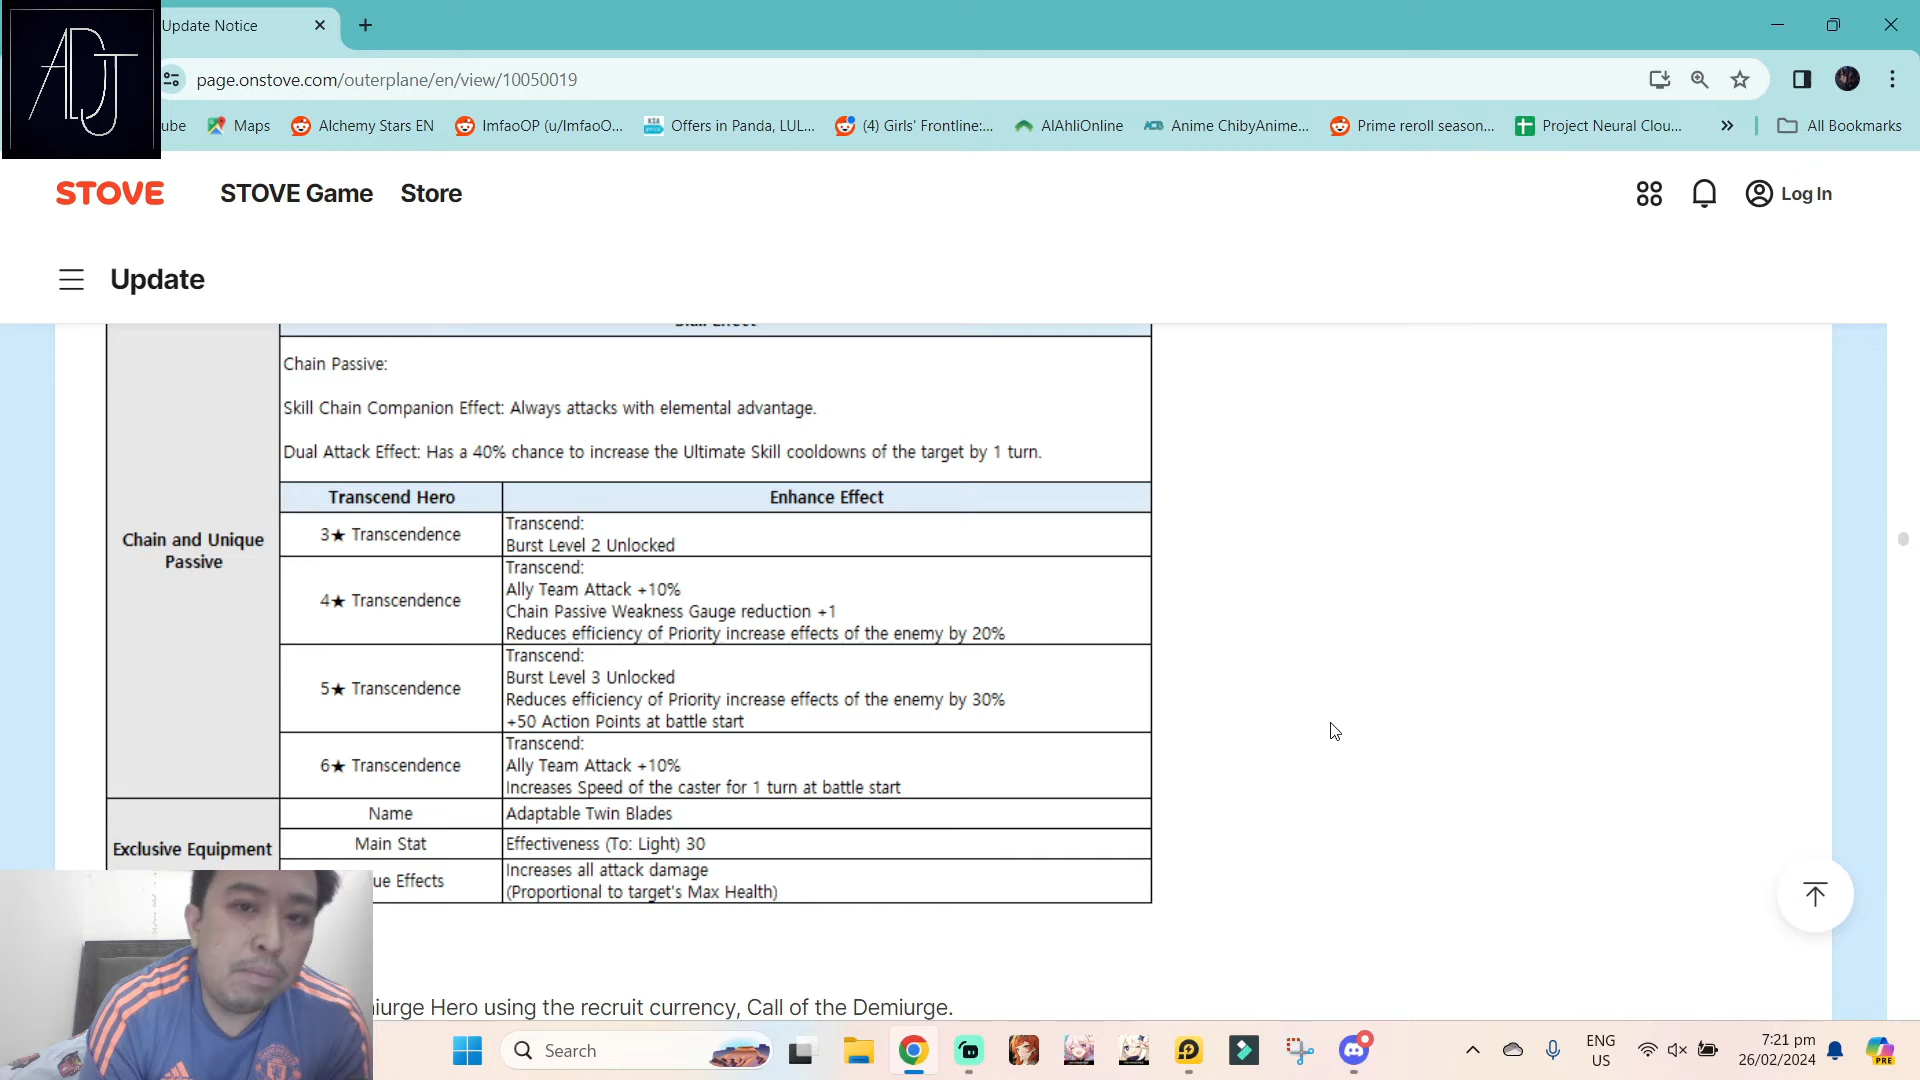 ADJ
Update Notice
page.onstove.com/outerplane/en/view/10050019
ube
Maps
Alchemy Stars EN
ImfaoOP (u/ImfaoO...
Offers in Panda, LUL...
(4) Girls' Frontline:...
AlAhliOnline
Anime ChibyAnime...
Prime reroll season...
Project Neural Clou...
»
All Bookmarks
STOVE
STOVE Game
Store
Log In
Update
Skill Effect
Chain Passive:
Skill Chain Companion Effect: Always attacks with elemental advantage.
Dual Attack Effect: Has a 40% chance to increase the Ultimate Skill cooldowns of the target by 1 turn.
Chain and Unique
Passive
Transcend Hero
Enhance Effect
3★ Transcendence
Transcend:
Burst Level 2 Unlocked
4★ Transcendence
Transcend:
Ally Team Attack +10%
Chain Passive Weakness Gauge reduction +1
Reduces efficiency of Priority increase effects of the enemy by 20%
5★ Transcendence
Transcend:
Burst Level 3 Unlocked
Reduces efficiency of Priority increase effects of the enemy by 30%
+50 Action Points at battle start
6★ Transcendence
Transcend:
Ally Team Attack +10%
Increases Speed of the caster for 1 turn at battle start
Exclusive Equipment
Name
Adaptable Twin Blades
Main Stat
Effectiveness (To: Light) 30
ue Effects
Increases all attack damage
(Proportional to target's Max Health)
iurge Hero using the recruit currency, Call of the Demiurge.
Search
ENG
US
7:21 pm
26/02/2024
PRE